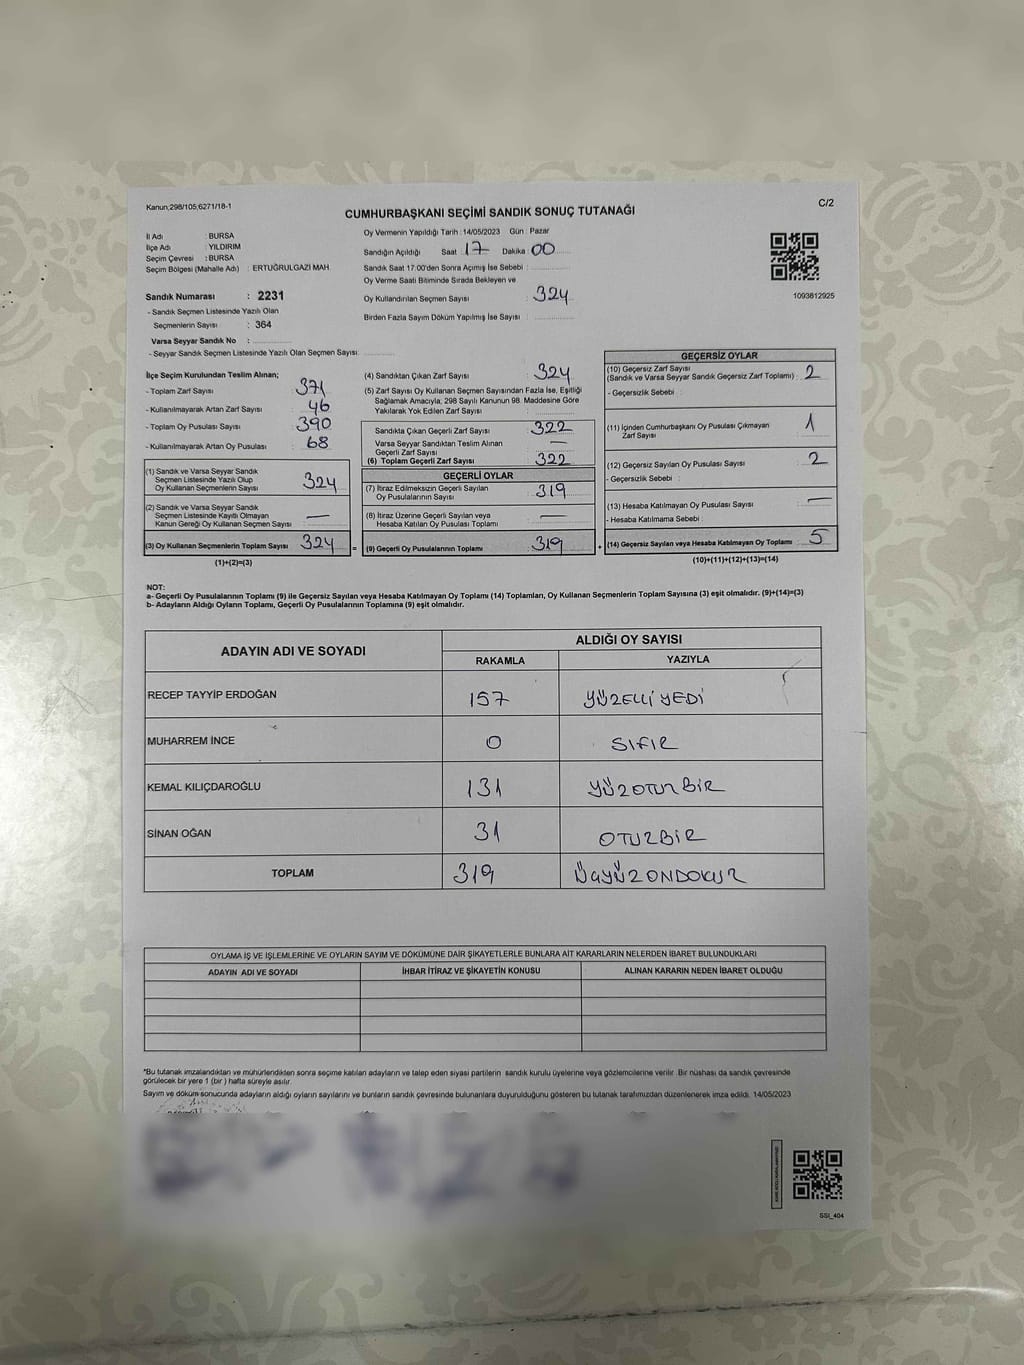 Kanun;298/105;6271/18-1
C/2
CUMHURBAŞKANI SEÇİMİ SANDIK SONUÇ TUTANAĞI
İl Adı : BURSA
İlçe Adı : YILDIRIM
Seçim Çevresi : BURSA
Seçim Bölgesi (Mahalle Adı) : ERTUĞRULGAZİ MAH
Sandık Numarası : 2231
- Sandık Seçmen Listesinde Yazılı Olan
Seçmenlerin Sayısı : 364
Varsa Seyyar Sandık No :
- Seyyar Sandık Seçmen Listesinde Yazılı Olan Seçmen Sayısı:
Oy Vermenin Yapıldığı Tarih : 14/05/2023 Gün : Pazar
Sandığın Açıldığı Saat : 17 Dakika : 00
Sandık Saat 17:00'den Sonra Açımış İse Sebebi :
Oy Verme Saati Bitiminde Sırada Bekleyen ve
Oy Kullandırılan Seçmen Sayısı : 324
Birden Fazla Sayım Döküm Yapılmış İse Sayısı :
1093812925
İlçe Seçim Kurulundan Teslim Alınan;
- Toplam Zarf Sayısı : 371
- Kullanılmayarak Artan Zarf Sayısı : 46
- Toplam Oy Pusulası Sayısı : 390
- Kullanılmayarak Artan Oy Pusulası : 68
(1) Sandık ve Varsa Seyyar Sandık
Seçmen Listesinde Yazılı Olup
Oy Kullanan Seçmenlerin Sayısı : 324
(2) Sandık ve Varsa Seyyar Sandık
Seçmen Listesinde Kayıtlı Olmayan
Kanun Gereği Oy Kullanan Seçmen Sayısı : —
(3) Oy Kullanan Seçmenlerin Toplam Sayısı : 324 =
(1)+(2)=(3)
(4) Sandıktan Çıkan Zarf Sayısı : 324
(5) Zarf Sayısı Oy Kullanan Seçmen Sayısından Fazla İse, Eşitliği
Sağlamak Amacıyla; 298 Sayılı Kanunun 98. Maddesine Göre
Yakılarak Yok Edilen Zarf Sayısı :
Sandıkta Çıkan Geçerli Zarf Sayısı : 322
Varsa Seyyar Sandıktan Teslim Alınan
Geçerli Zarf Sayısı : —
(6) Toplam Geçerli Zarf Sayısı : 322
GEÇERLİ OYLAR
(7) İtiraz Edilmeksizin Geçerli Sayılan
Oy Pusulalarının Sayısı : 319
(8) İtiraz Üzerine Geçerli Sayılan veya
Hesaba Katılan Oy Pusulası Toplamı : —
(9) Geçerli Oy Pusulalarının Toplamı : 319 +
GEÇERSİZ OYLAR
(10) Geçersiz Zarf Sayısı
(Sandık ve Varsa Seyyar Sandık Geçersiz Zarf Toplamı) : 2
- Geçersizlik Sebebi :
(11) İçinden Cumhurbaşkanı Oy Pusulası Çıkmayan
Zarf Sayısı : 1
(12) Geçersiz Sayılan Oy Pusulası Sayısı : 2
- Geçersizlik Sebebi :
(13) Hesaba Katılmayan Oy Pusulası Sayısı : —
- Hesaba Katılmama Sebebi :
(14) Geçersiz Sayılan veya Hesaba Katılmayan Oy Toplamı : 5
(10)+(11)+(12)+(13)=(14)
NOT:
a- Geçerli Oy Pusulalarının Toplamı (9) ile Geçersiz Sayılan veya Hesaba Katılmayan Oy Toplamı (14) Toplamları, Oy Kullanan Seçmenlerin Toplam Sayısına (3) eşit olmalıdır. (9)+(14)=(3)
b- Adayların Aldığı Oyların Toplamı, Geçerli Oy Pusulalarının Toplamına (9) eşit olmalıdır.
ADAYIN ADI VE SOYADI
ALDIĞI OY SAYISI
RAKAMLA YAZIYLA
RECEP TAYYİP ERDOĞAN 157 YÜZELLİYEDİ
MUHARREM İNCE 0 SIFIR
KEMAL KILIÇDAROĞLU 131 YÜZOTUZBİR
SİNAN OĞAN 31 OTUZBİR
TOPLAM 319 ÜÇYÜZONDOKUZ
OYLAMA İŞ VE İŞLEMLERİNE VE OYLARIN SAYIM VE DÖKÜMÜNE DAİR ŞİKAYETLERLE BUNLARA AİT KARARLARIN NELERDEN İBARET BULUNDUKLARI
ADAYIN ADI VE SOYADI İHBAR İTİRAZ VE ŞİKAYETİN KONUSU ALINAN KARARIN NEDEN İBARET OLDUĞU
*Bu tutanak imzalandıktan ve mühürlendikten sonra seçime katılan adayların ve talep eden siyasi partilerin sandık kurulu üyelerine veya gözlemcilerine verilir. Bir nüshası da sandık çevresinde
görülecek bir yere 1 (bir ) hafta süreyle asılır.
Sayım ve döküm sonucunda adayların aldığı oyların sayılarını ve bunların sandık çevresinde bulunanlara duyurulduğunu gösteren bu tutanak tarafımızdan düzenlenerek imza edildi. 14/05/2023
SSI_404